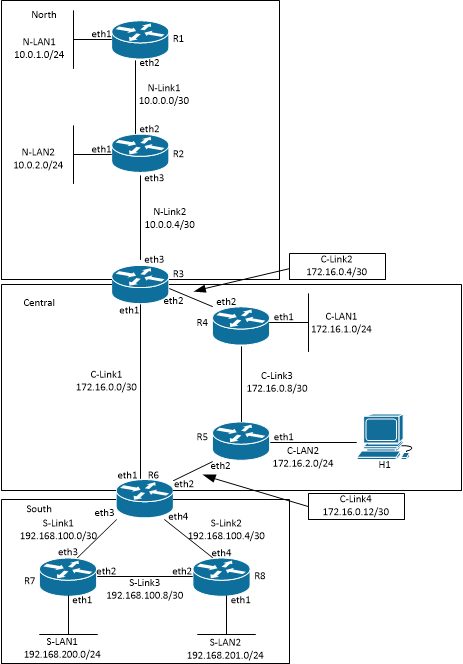 North
eth1
R1
N-LAN1
10.0.1.0/24
eth2
N-Link1
10.0.0.0/30
eth2
eth1
N-LAN2
10.0.2.0/24
R2
eth3
N-Link2
10.0.0.4/30
eth3
R3
C-Link2
172.16.0.4/30
Central
eth1
eth2
eth2
R4
eth1
C-LAN1
172.16.1.0/24
C-Link1
172.16.0.0/30
C-Link3
172.16.0.8/30
R5
eth1
C-LAN2
172.16.2.0/24
H1
eth2
eth1
R6
eth2
C-Link4
172.16.0.12/30
South
eth3
eth4
S-Link1
192.168.100.0/30
S-Link2
192.168.100.4/30
eth3
eth4
R7
eth2
eth2
R8
S-Link3
192.168.100.8/30
eth1
eth1
S-LAN1
192.168.200.0/24
S-LAN2
192.168.201.0/24